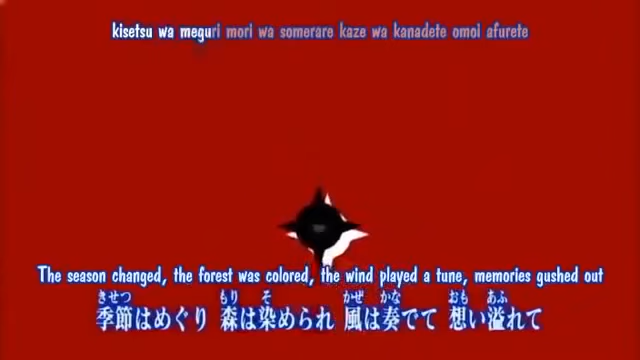 kisetsu wa meguri mori wa somerare kaze wa kanadete omoi afurete
The season changed, the forest was colored, the wind played a tune, memories gushed out
きせつ もり そ かぜ かな おも あふ
季節はめぐり 森は染められ 風は奏でて 想い溢れて